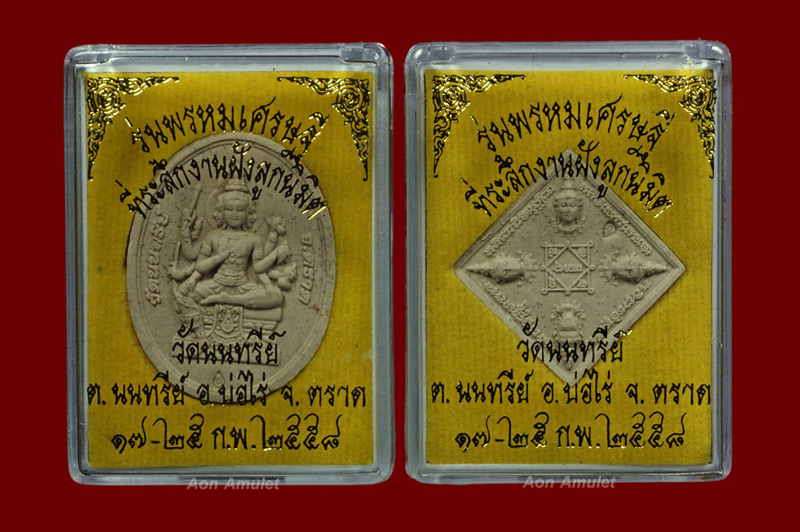 รุ่นพรหมเศรษฐี
ที่ระลึกงานฝังลูกนิมิต
วัดนนทรีย์
ต. นนทรีย์ อ. บ่อไร่ จ. ตราด
๑๗-๒๕ ก.พ. ๒๕๕๘
Aon Amulet
รุ่นพรหมเศรษฐี
ที่ระลึกงานฝังลูกนิมิต
วัดนนทรีย์
ต. นนทรีย์ อ. บ่อไร่ จ. ตราด
๑๗-๒๕ ก.พ. ๒๕๕๘
Aon Amulet